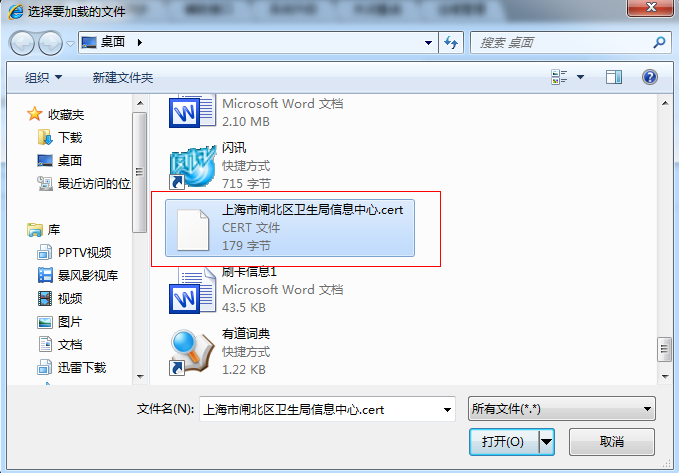 选择要加载的文件
桌面
搜索 桌面
组织 新建文件夹
收藏夹
下载
桌面
最近访问的位
库
PPTV视频
暴风影视库
视频
图片
文档
迅雷下载
Microsoft Word 文档
2.10 MB
闪讯
快捷方式
715 字节
上海市闸北区卫生局信息中心.cert
CERT 文件
179 字节
刷卡信息1
Microsoft Word 文档
43.5 KB
有道词典
快捷方式
1.22 KB
文件名(N): 上海市闸北区卫生局信息中心.cert 所有文件(*.*)
打开(O) 取消